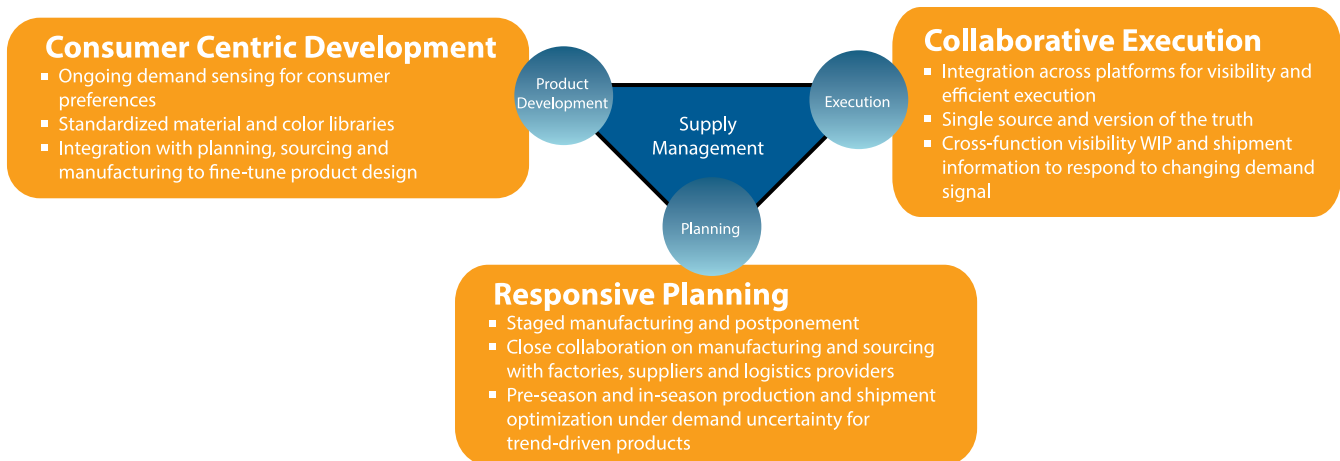 Consumer Centric Development
Ongoing demand sensing for consumer
preferences
Standardized material and color libraries
Integration with planning, sourcing and
manufacturing to fine-tune product design
Product
Development
Supply
Management
Execution
Planning
Collaborative Execution
Integration across platforms for visibility and
efficient execution
Single source and version of the truth
Cross-function visibility WIP and shipment
information to respond to changing demand
signal
Responsive Planning
Staged manufacturing and postponement
Close collaboration on manufacturing and sourcing
with factories, suppliers and logistics providers
Pre-season and in-season production and shipment
optimization under demand uncertainty for
trend-driven products